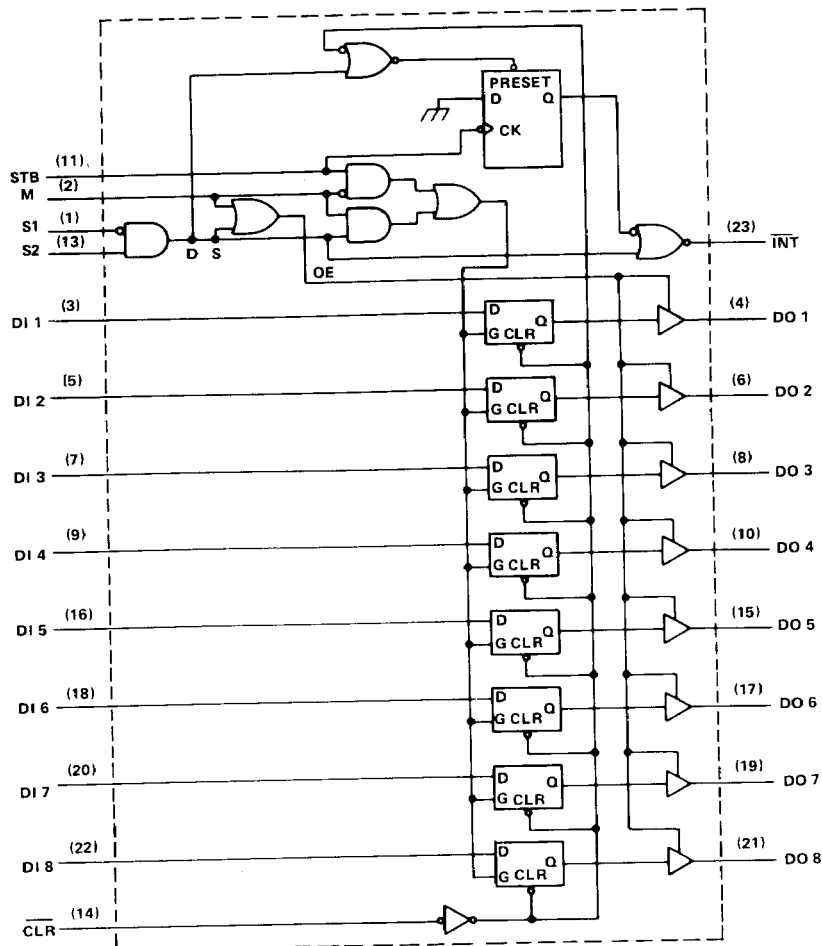 PRESET
D Q
CK
STB (11)
M (2)
S1 (1)
S2 (13)
D S
OE
(23) INT
DI 1 (3) D Q G CLR (4) DO 1
DI 2 (5) D Q G CLR (6) DO 2
DI 3 (7) D Q G CLR (8) DO 3
DI 4 (9) D Q G CLR (10) DO 4
DI 5 (16) D Q G CLR (15) DO 5
DI 6 (18) D Q G CLR (17) DO 6
DI 7 (20) D Q G CLR (19) DO 7
DI 8 (22) D Q G CLR (21) DO 8
CLR (14)